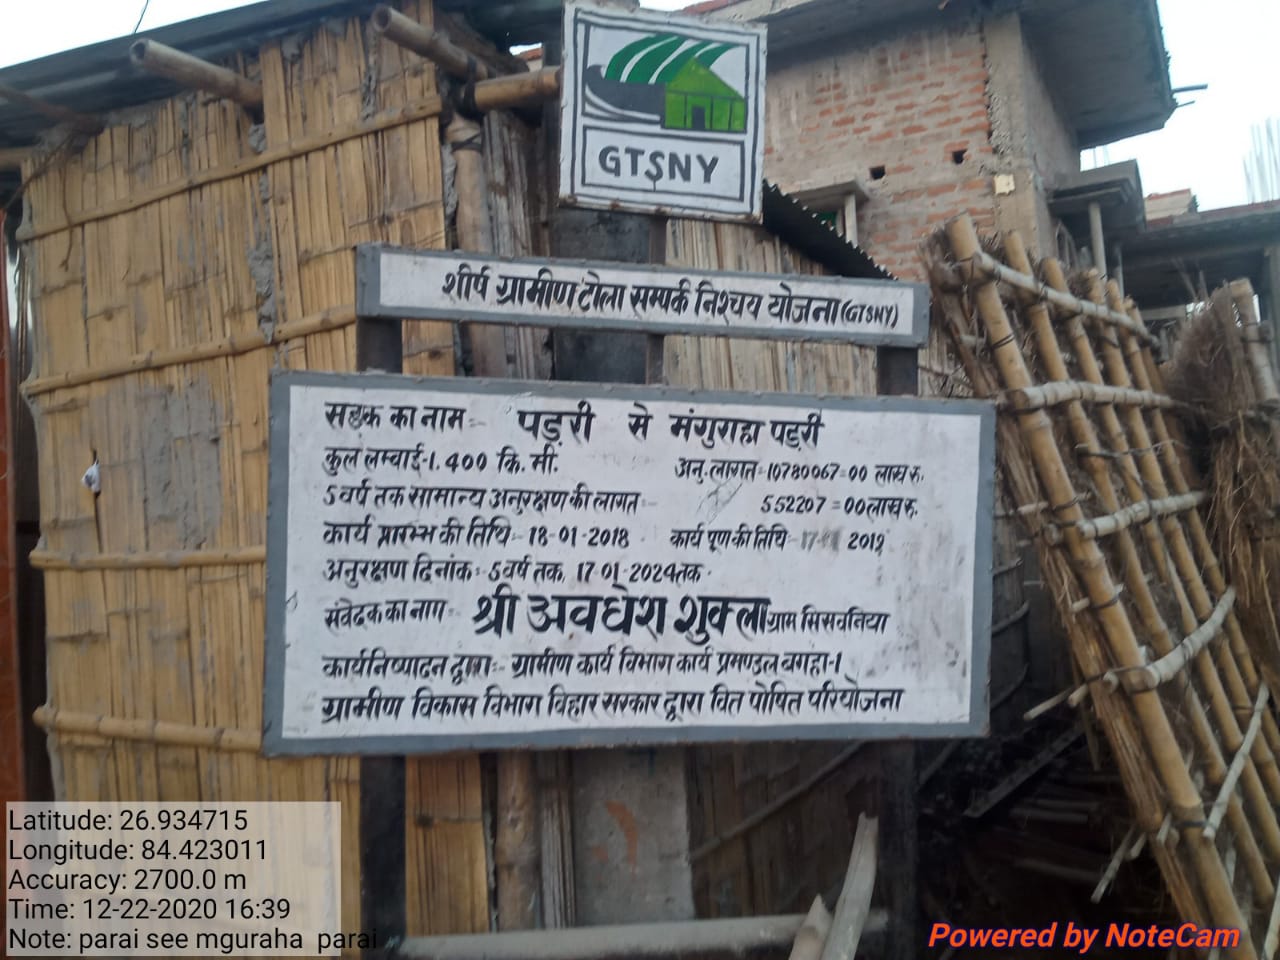 GTSNY
शीर्ष ग्रामीण टोला सम्पर्क निश्चय योजना (GTSNY)
सड़क का नाम:- पड़री से मंगुराहा पड़री
कुल लम्बाई-1.400 कि. मी. अनु. लागत=10780067=00 लाख रु.
5 वर्ष तक सामान्य अनुरक्षण की लागत:- 552207=00 लाख रु.
कार्य प्रारम्भ की तिथि:- 18-01-2018 कार्य पूण की तिथि 2019
अनुरक्षण दिनांक:- 5 वर्ष तक, 17-01-2024 तक.
संवेदक का नाम:- श्री अवधेश शुक्ला ग्राम सिसवनिया
कार्यनिष्पादन द्वारा:- ग्रामीण कार्य विभाग कार्य प्रमण्डल बगहा-1
ग्रामीण विकास विभाग विहार सरकार द्वारा वित पोषित परियोजना
Latitude: 26.934715
Longitude: 84.423011
Accuracy: 2700.0 m
Time: 12-22-2020 16:39
Note: parai see mguraha parai
Powered by NoteCam